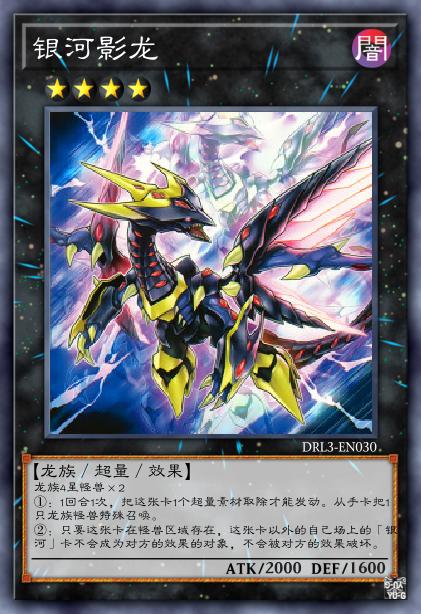 银河影龙
闇
DRL3-EN030
【龙族／超量／效果】
龙族4星怪兽×2
①：1回合1次，把这张卡1个超量素材取除才能发动。从手卡把1
只龙族怪兽特殊召唤。
②：只要这张卡在怪兽区域存在，这张卡以外的自己场上的「银
河」卡不会成为对方的效果的对象，不会被对方的效果破坏。
ATK/2000 DEF/1600